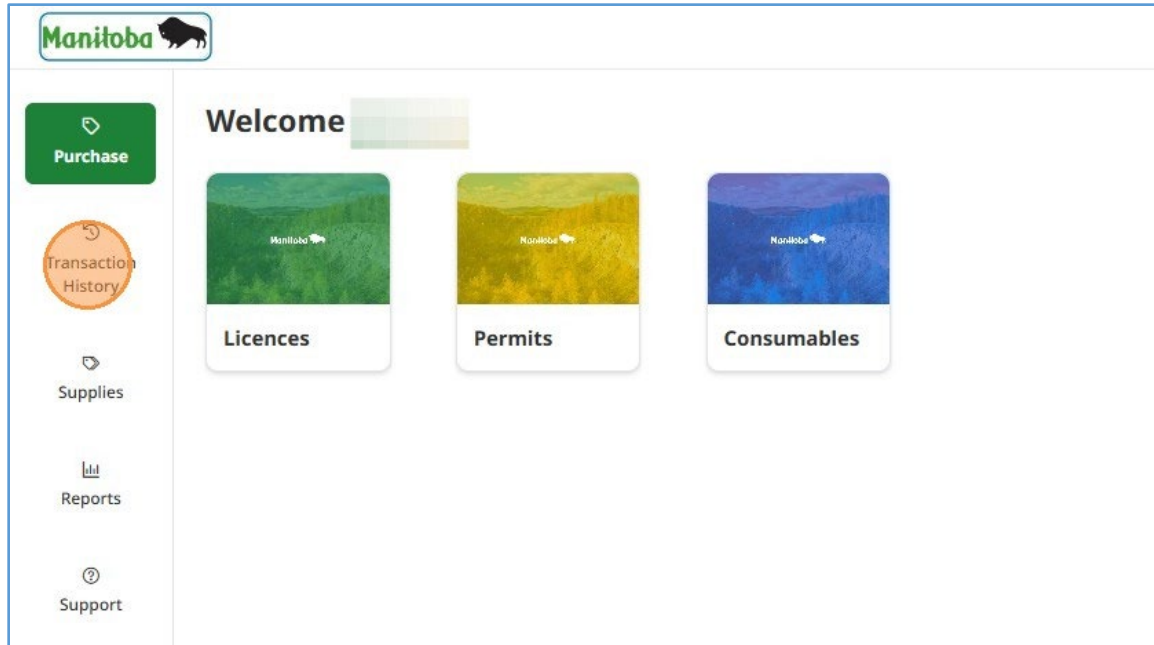 Manitoba
Purchase
Transaction
History
Supplies
Reports
Support
Welcome
Manitoba
Licences
Manitoba
Permits
Manitoba
Consumables